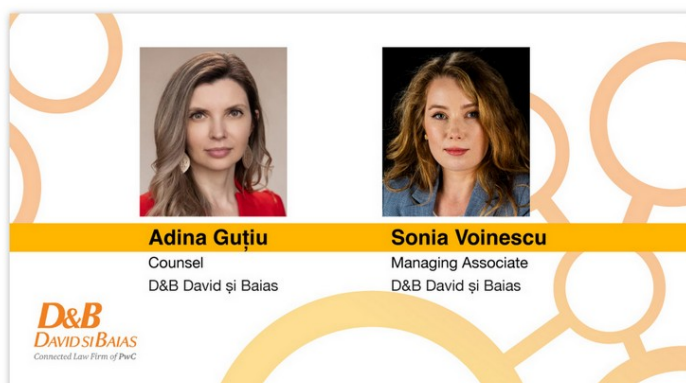 Adina Guțiu
Counsel
D&B David și Baias
Sonia Voinescu
Managing Associate
D&B David și Baias
D&B
DAVID SI BAIAS
Connected Law Firm of PwC